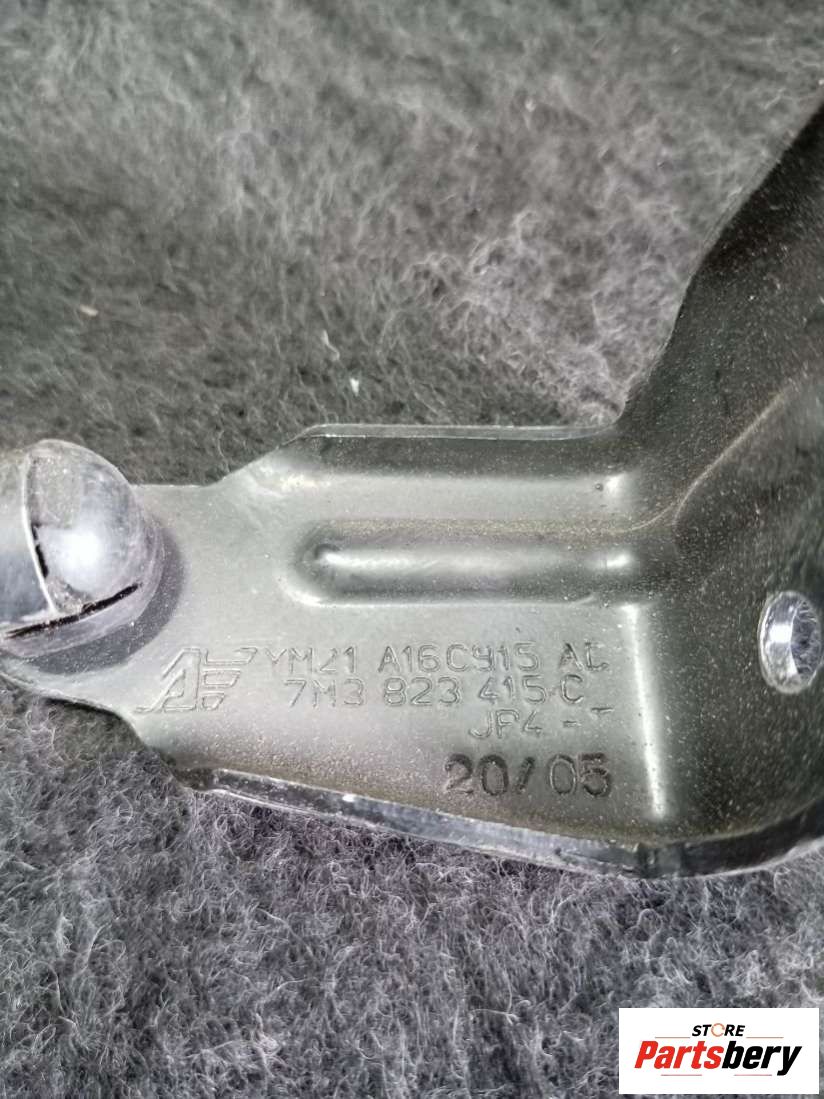 YM21 A16C915 AC
7M3 823 415 C
JP4 - T
20/05
STORE
Partsbery